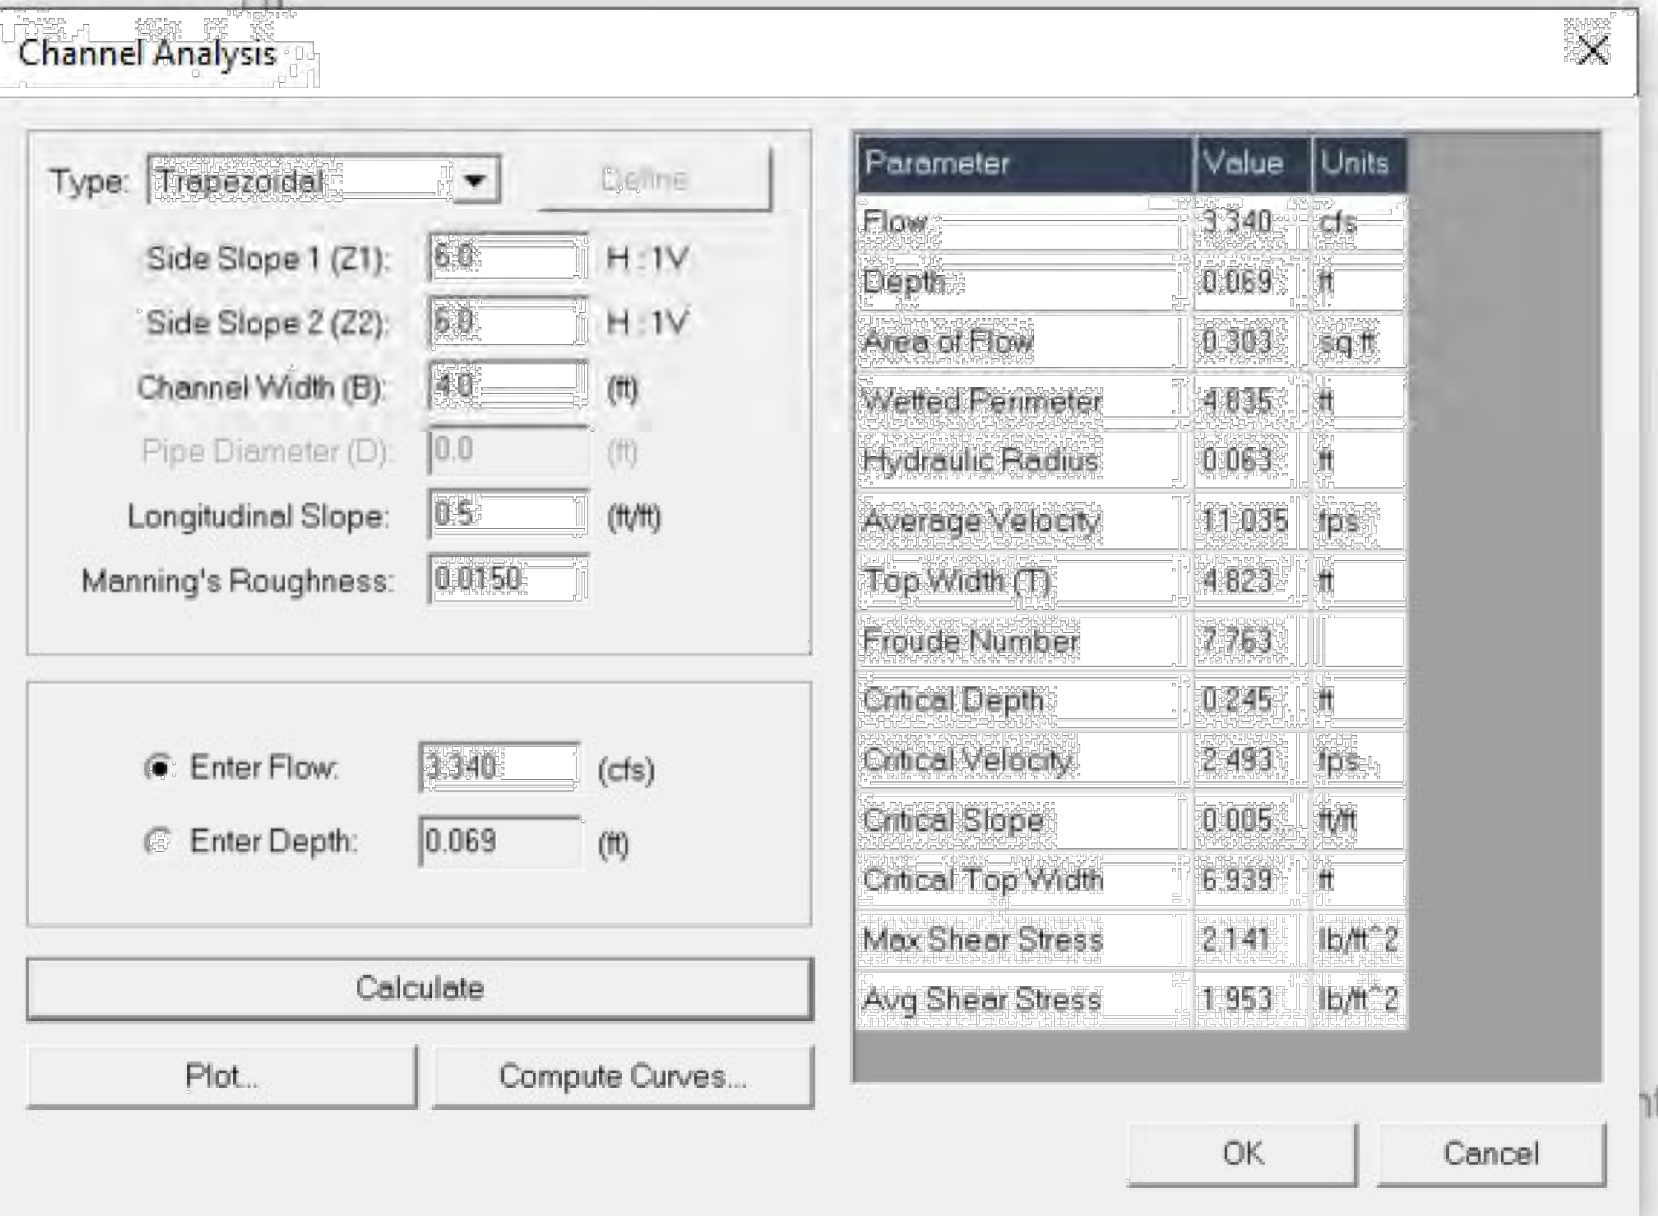 Channel Analysis
Type: Trapezoidal Define
Side Slope 1 (Z1): 6.0 H : 1V
Side Slope 2 (Z2): 6.0 H : 1V
Channel Width (B): 4.0 (ft)
Pipe Diameter (D): 0.0 (ft)
Longitudinal Slope: 0.5 (ft/ft)
Manning's Roughness: 0.0150
Enter Flow: 3.340 (cfs)
Enter Depth: 0.069 (ft)
Calculate
Plot... Compute Curves...
Parameter Value Units
Flow 3.340 cfs
Depth 0.069 ft
Area of Flow 0.303 sq ft
Wetted Perimeter 4.835 ft
Hydraulic Radius 0.063 ft
Average Velocity 11.035 fps
Top Width (T) 4.823 ft
Froude Number 7.763
Critical Depth 0.245 ft
Critical Velocity 2.493 fps
Critical Slope 0.005 ft/ft
Critical Top Width 6.939 ft
Max Shear Stress 2.141 lb/ft^2
Avg Shear Stress 1.953 lb/ft^2
OK Cancel